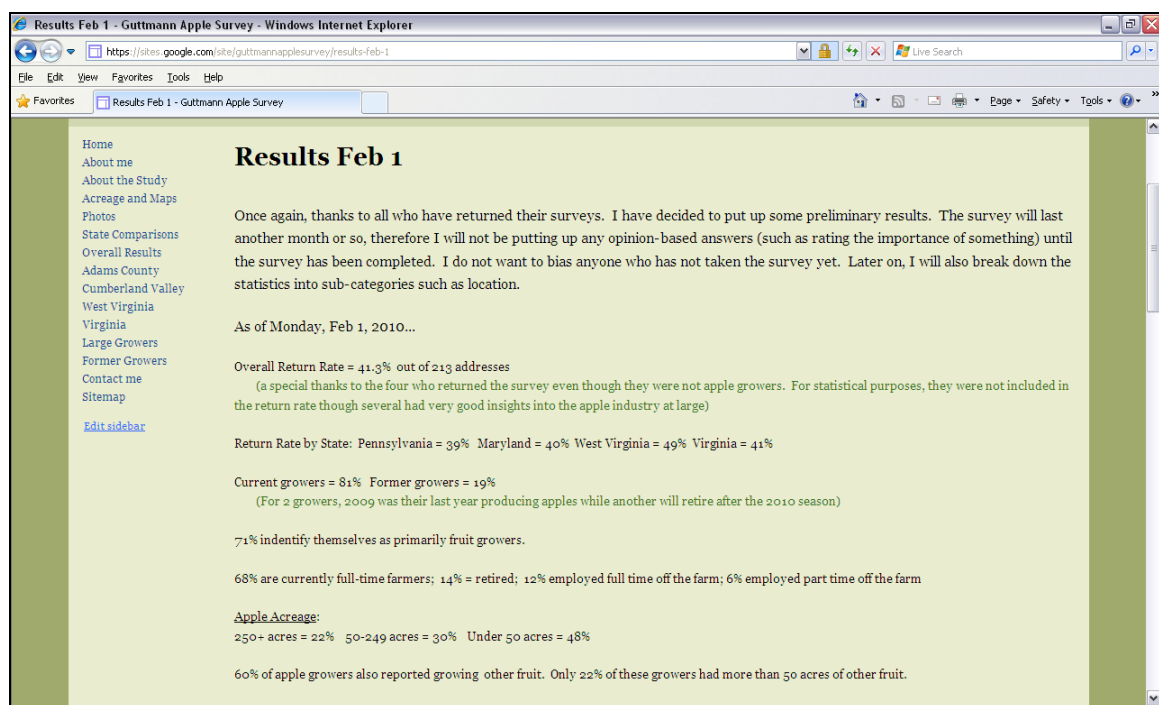 Results Feb 1 - Guttmann Apple Survey - Windows Internet Explorer
https://sites.google.com/site/guttmannapplesurvey/results-feb-1
Live Search
File Edit View Favorites Tools Help
Favorites
Results Feb 1 - Guttmann Apple Survey
Page Safety Tools
Home
About me
About the Study
Acreage and Maps
Photos
State Comparisons
Overall Results
Adams County
Cumberland Valley
West Virginia
Virginia
Large Growers
Former Growers
Contact me
Sitemap
Edit sidebar
Results Feb 1
Once again, thanks to all who have returned their surveys. I have decided to put up some preliminary results. The survey will last
another month or so, therefore I will not be putting up any opinion-based answers (such as rating the importance of something) until
the survey has been completed. I do not want to bias anyone who has not taken the survey yet. Later on, I will also break down the
statistics into sub-categories such as location.
As of Monday, Feb 1, 2010...
Overall Return Rate = 41.3% out of 213 addresses
(a special thanks to the four who returned the survey even though they were not apple growers. For statistical purposes, they were not included in
the return rate though several had very good insights into the apple industry at large)
Return Rate by State: Pennsylvania = 39% Maryland = 40% West Virginia = 49% Virginia = 41%
Current growers = 81% Former growers = 19%
(For 2 growers, 2009 was their last year producing apples while another will retire after the 2010 season)
71% indentify themselves as primarily fruit growers.
68% are currently full-time farmers; 14% = retired; 12% employed full time off the farm; 6% employed part time off the farm
Apple Acreage:
250+ acres = 22% 50-249 acres = 30% Under 50 acres = 48%
60% of apple growers also reported growing other fruit. Only 22% of these growers had more than 50 acres of other fruit.